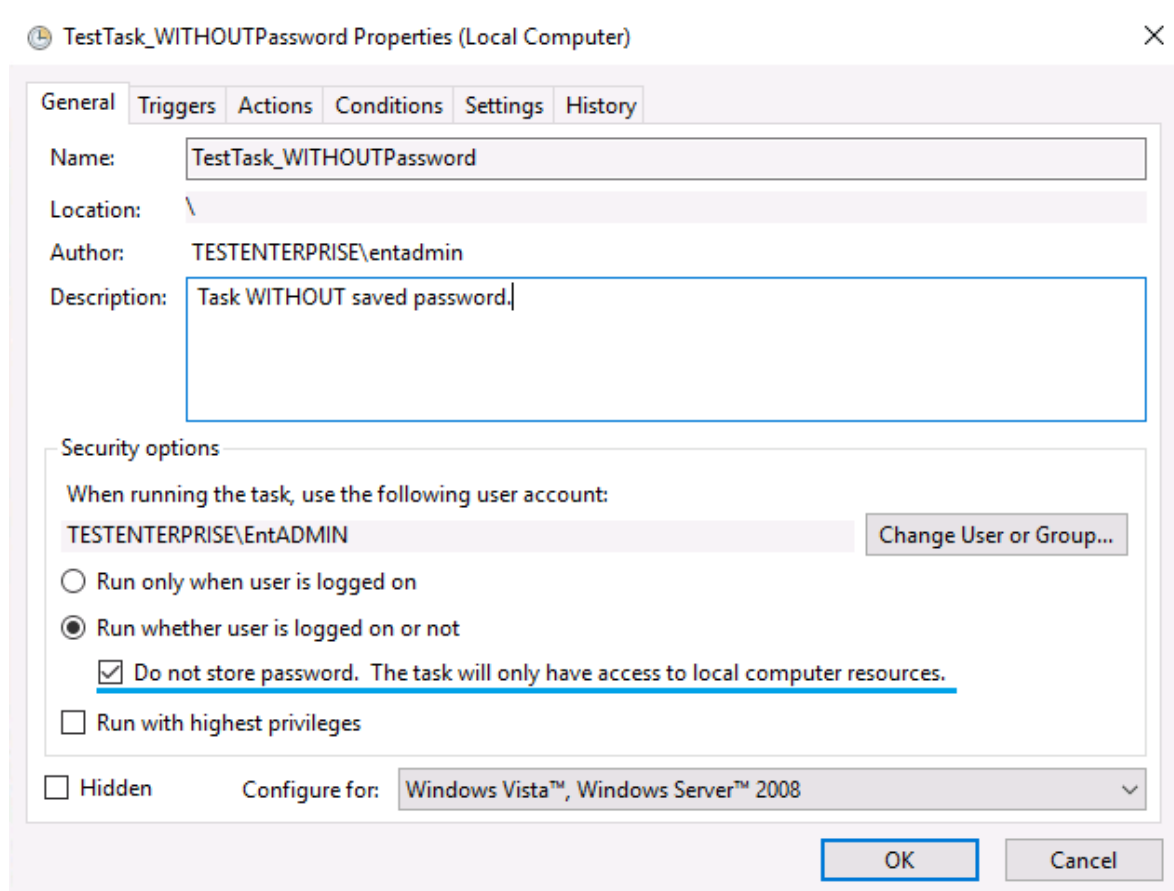 TestTask_WITHOUTPassword Properties (Local Computer)
General Triggers Actions Conditions Settings History
Name: TestTask_WITHOUTPassword
Location: \
Author: TESTENTERPRISE\entadmin
Description: Task WITHOUT saved password.
Security options
When running the task, use the following user account:
TESTENTERPRISE\EntADMIN Change User or Group...
Run only when user is logged on
Run whether user is logged on or not
Do not store password. The task will only have access to local computer resources.
Run with highest privileges
Hidden Configure for: Windows Vista™, Windows Server™ 2008
OK Cancel